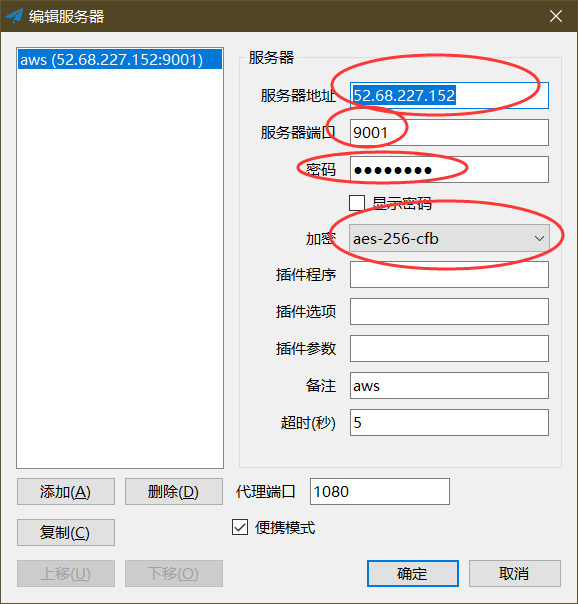 编辑服务器
aws (52.68.227.152:9001)
服务器
服务器地址 52.68.227.152
服务器端口 9001
密码 ●●●●●●●●
显示密码
加密 aes-256-cfb
插件程序
插件选项
插件参数
备注 aws
超时(秒) 5
添加(A) 删除(D) 代理端口 1080
复制(C) 便携模式
上移(U) 下移(O) 确定 取消